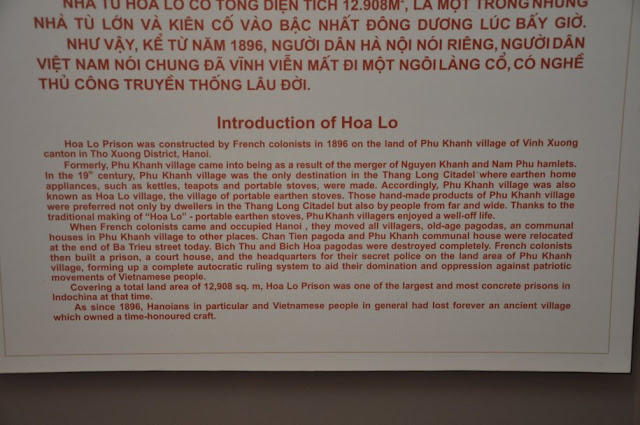 NHÀ TÙ HỎA LÒ CÓ TỔNG DIỆN TÍCH 12.908M², LÀ MỘT TRONG NHỮNG
NHÀ TÙ LỚN VÀ KIÊN CỐ VÀO BẬC NHẤT ĐÔNG DƯƠNG LÚC BẤY GIỜ.
NHƯ VẬY, KỂ TỪ NĂM 1896, NGƯỜI DÂN HÀ NỘI NÓI RIÊNG, NGƯỜI DÂN
VIỆT NAM NÓI CHUNG ĐÃ VĨNH VIỄN MẤT ĐI MỘT NGÔI LÀNG CỔ, CÓ NGHỀ
THỦ CÔNG TRUYỀN THỐNG LÂU ĐỜI.
Introduction of Hoa Lo
Hoa Lo Prison was constructed by French colonists in 1896 on the land of Phu Khanh village of Vinh Xuong
canton in Tho Xuong District, Hanoi.
Formerly, Phu Khanh village came into being as a result of the merger of Nguyen Khanh and Nam Phu hamlets.
In the 19th century, Phu Khanh village was the only destination in the Thang Long Citadel where earthen home
appliances, such as kettles, teapots and portable stoves, were made. Accordingly, Phu Khanh village was also
known as Hoa Lo village, the village of portable earthen stoves. Those hand-made products of Phu Khanh village
were preferred not only by dwellers in the Thang Long Citadel but also by people from far and wide. Thanks to the
traditional making of “Hoa Lo” - portable earthen stoves, Phu Khanh villagers enjoyed a well-off life.
When French colonists came and occupied Hanoi , they moved all villagers, old-age pagodas, an communal
houses in Phu Khanh village to other places. Chan Tien pagoda and Phu Khanh communal house were relocated
at the end of Ba Trieu street today. Bich Thu and Bich Hoa pagodas were destroyed completely. French colonists
then built a prison, a court house, and the headquarters for their secret police on the land area of Phu Khanh
village, forming up a complete autocratic ruling system to aid their domination and oppression against patriotic
movements of Vietnamese people.
Covering a total land area of 12,908 sq. m, Hoa Lo Prison was one of the largest and most concrete prisons in
Indochina at that time.
As since 1896, Hanoians in particular and Vietnamese people in general had lost forever an ancient village
which owned a time-honoured craft.